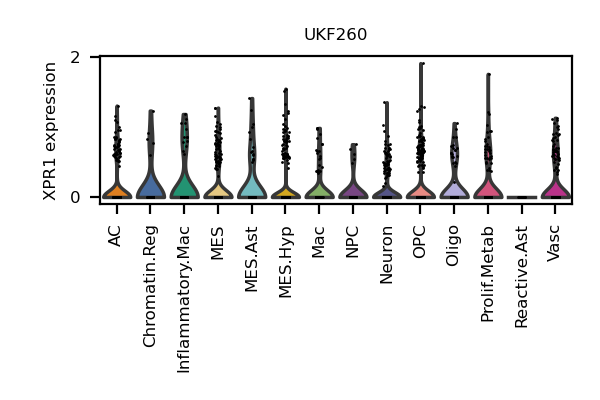 UKF260
XPR1 expression
2
0
AC
Chromatin.Reg
Inflammatory.Mac
MES
MES.Ast
MES.Hyp
Mac
NPC
Neuron
OPC
Oligo
Prolif.Metab
Reactive.Ast
Vasc